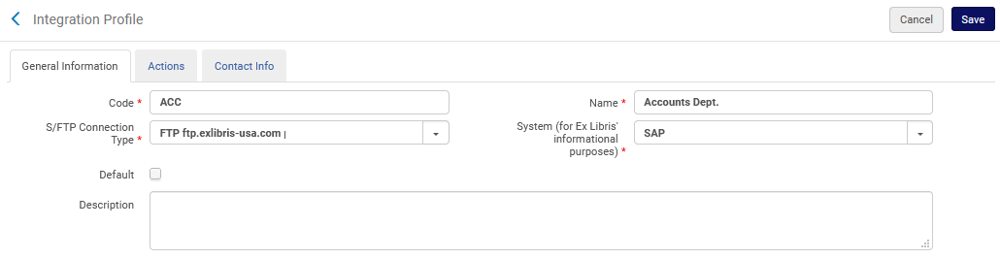 Integration Profile
Cancel
Save
General Information
Actions
Contact Info
Code *
ACC
Name *
Accounts Dept.
S/FTP Connection
Type *
FTP ftp.exlibris-usa.com
System (for Ex Libris'
informational
purposes) *
SAP
Default
Description